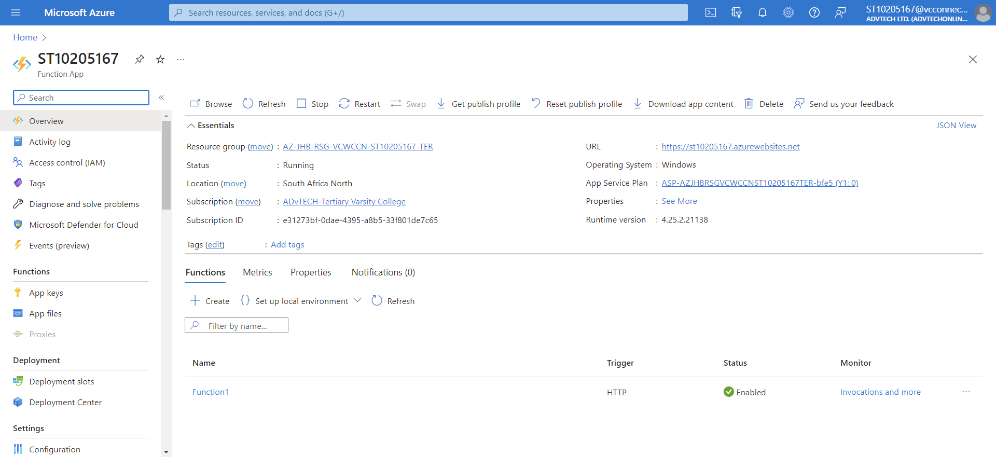 Microsoft Azure
Search resources, services, and docs (G+/)
ST10205167@vcconnec...
ADVTECH LTD. (ADVTECHONLIN...
Home
ST10205167
Function App
Search
Overview
Activity log
Access control (IAM)
Tags
Diagnose and solve problems
Microsoft Defender for Cloud
Events (preview)
Functions
App keys
App files
Proxies
Deployment
Deployment slots
Deployment Center
Settings
Configuration
Browse Refresh Stop Restart Swap Get publish profile Reset publish profile Download app content Delete Send us your feedback
Essentials JSON View
Resource group (move) : AZ-JHB-RSG-VCWCCN-ST10205167-TER
Status : Running
Location (move) : South Africa North
Subscription (move) : ADvTECH-Tertiary Varsity College
Subscription ID : e31273bf-0dae-4395-a8b5-33f801de7c65
URL : https://st10205167.azurewebsites.net
Operating System : Windows
App Service Plan : ASP-AZJHBRSGVCWCCNST10205167TER-bfe5 (Y1: 0)
Properties : See More
Runtime version : 4.25.2.21138
Tags (edit) : Add tags
Functions Metrics Properties Notifications (0)
Create Set up local environment Refresh
Filter by name...
Name Trigger Status Monitor
Function1 HTTP Enabled Invocations and more